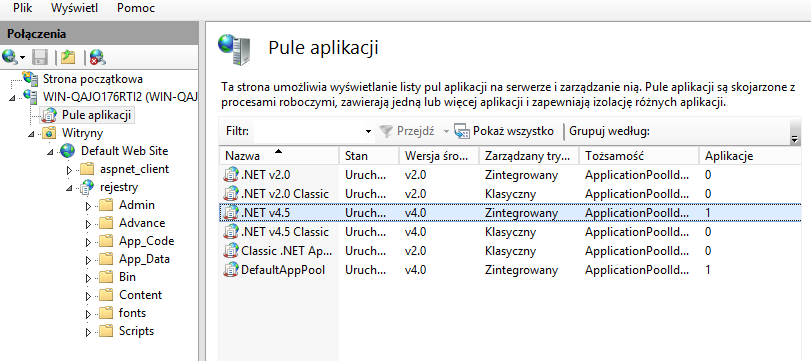 Plik Wyświetl Pomoc
Połączenia
Strona początkowa
WIN-QAJO176RTI2 (WIN-QAJ
Pule aplikacji
Witryny
Default Web Site
aspnet_client
rejestry
Admin
Advance
App_Code
App_Data
Bin
Content
fonts
Scripts
Pule aplikacji
Ta strona umożliwia wyświetlanie listy pul aplikacji na serwerze i zarządzanie nią. Pule aplikacji są skojarzone z
procesami roboczymi, zawierają jedną lub więcej aplikacji i zapewniają izolację różnych aplikacji.
Filtr: Przejdź Pokaż wszystko Grupuj według:
Nazwa Stan Wersja śro... Zarządzany try... Tożsamość Aplikacje
.NET v2.0 Uruch... v2.0 Zintegrowany ApplicationPoolId... 0
.NET v2.0 Classic Uruch... v2.0 Klasyczny ApplicationPoolId... 0
.NET v4.5 Uruch... v4.0 Zintegrowany ApplicationPoolId... 1
.NET v4.5 Classic Uruch... v4.0 Klasyczny ApplicationPoolId... 0
Classic .NET Ap... Uruch... v2.0 Klasyczny ApplicationPoolId... 0
DefaultAppPool Uruch... v4.0 Zintegrowany ApplicationPoolId... 1